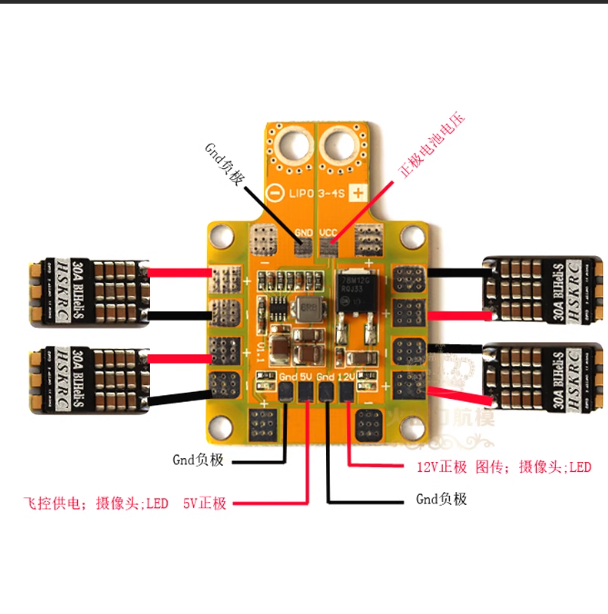 Gnd负极
正极电池电压
LIPO 3-4S
GND VCC
30A BLHeli-S
HSKRC
30A BLHeli-S
HSKRC
30A BLHeli-S
HSKRC
30A BLHeli-S
HSKRC
78M12G
V1.1
Gnd 5V Gnd 12V
Gnd负极
12V正极 图传；摄像头;LED
飞控供电；摄像头;LED 5V正极
Gnd负极